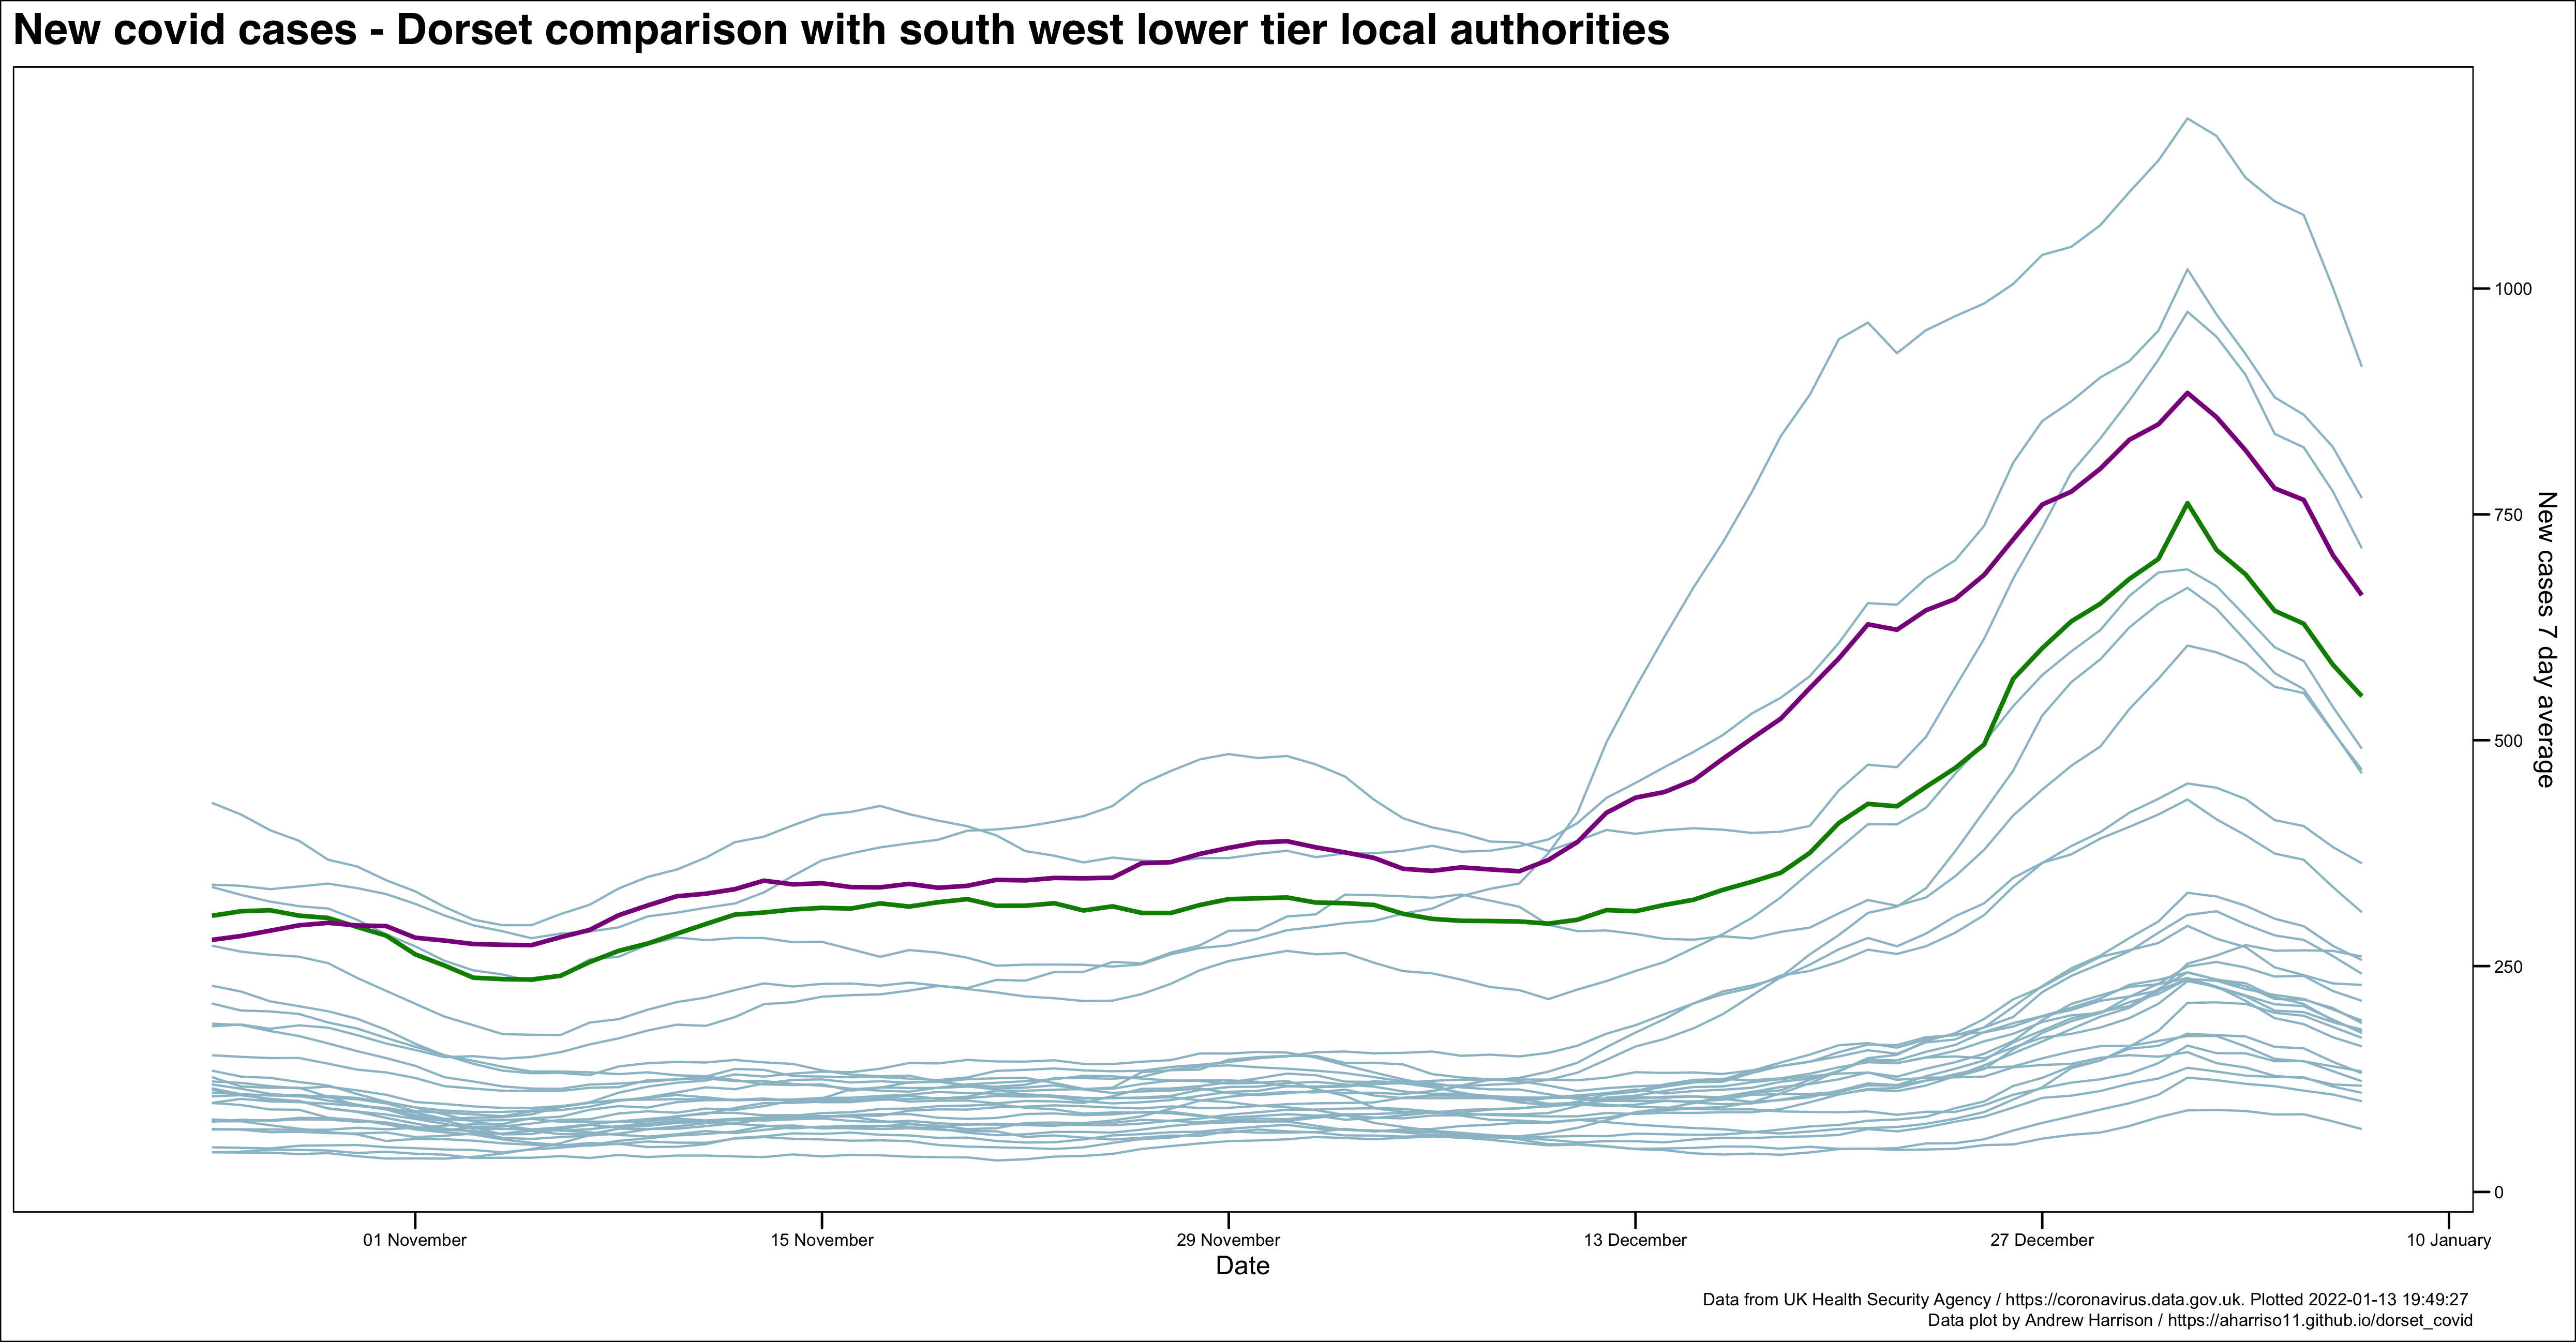 New covid cases - Dorset comparison with south west lower tier local authorities
1000
750
500
250
0
New cases 7 day average
01 November
15 November
29 November
13 December
27 December
10 January
Date
Data from UK Health Security Agency / https://coronavirus.data.gov.uk. Plotted 2022-01-13 19:49:27
Data plot by Andrew Harrison / https://aharriso11.github.io/dorset_covid